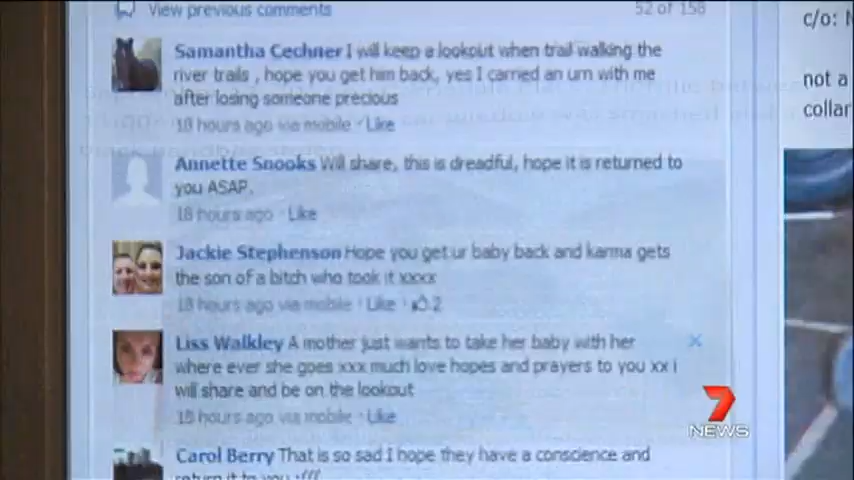 View previous comments
52 of 158
Samantha Cechner I will keep a lookout when trail walking the
river trails , hope you get him back, yes I carried an urn with me
after losing someone precious
18 hours ago via mobile · Like
Annette Snooks Will share, this is dreadful, hope it is returned to
you ASAP.
18 hours ago · Like
Jackie Stephenson Hope you get ur baby back and karma gets
the son of a bitch who took it xxxx
18 hours ago via mobile · Like · 2
Liss Walkley A mother just wants to take her baby with her
where ever she goes xxx much love hopes and prayers to you xx i
will share and be on the lookout
18 hours ago via mobile · Like
Carol Berry That is so sad I hope they have a conscience and
return it to you :(((
c/o:
not a
collar
7
NEWS